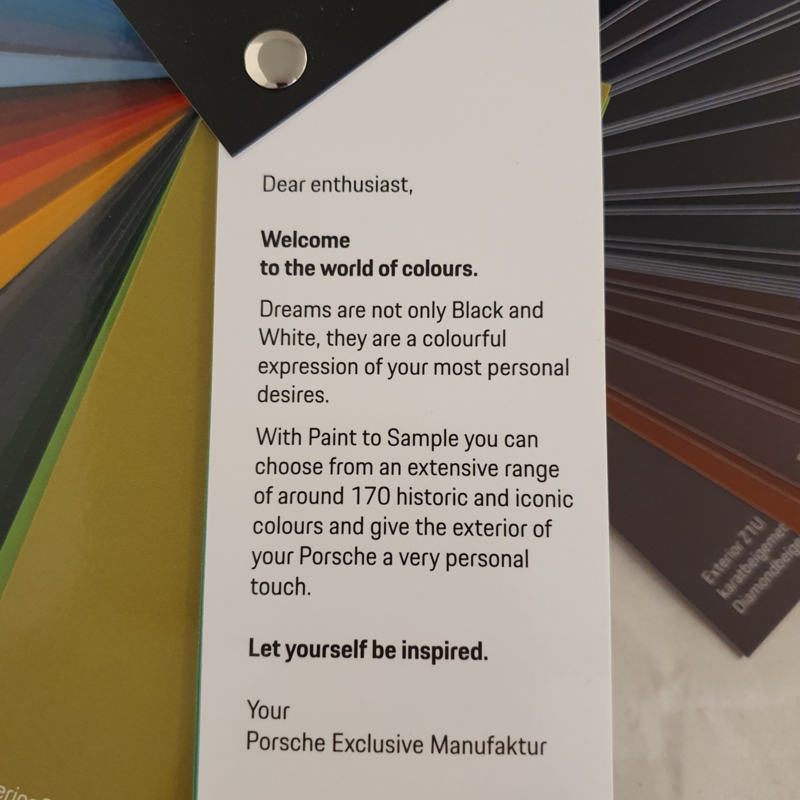 Dear enthusiast,
Welcome
to the world of colours.
Dreams are not only Black and
White, they are a colourful
expression of your most personal
desires.
With Paint to Sample you can
choose from an extensive range
of around 170 historic and iconic
colours and give the exterior of
your Porsche a very personal
touch.
Let yourself be inspired.
Your
Porsche Exclusive Manufaktur
Exterior Z1U